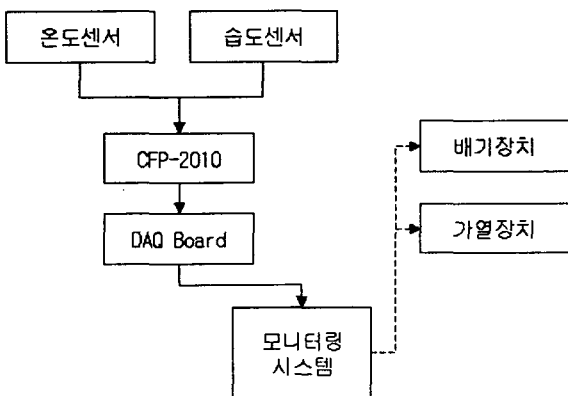 온도센서
습도센서
CFP-2010
배기장치
DAQ Board
가열장치
모니터링
시스템